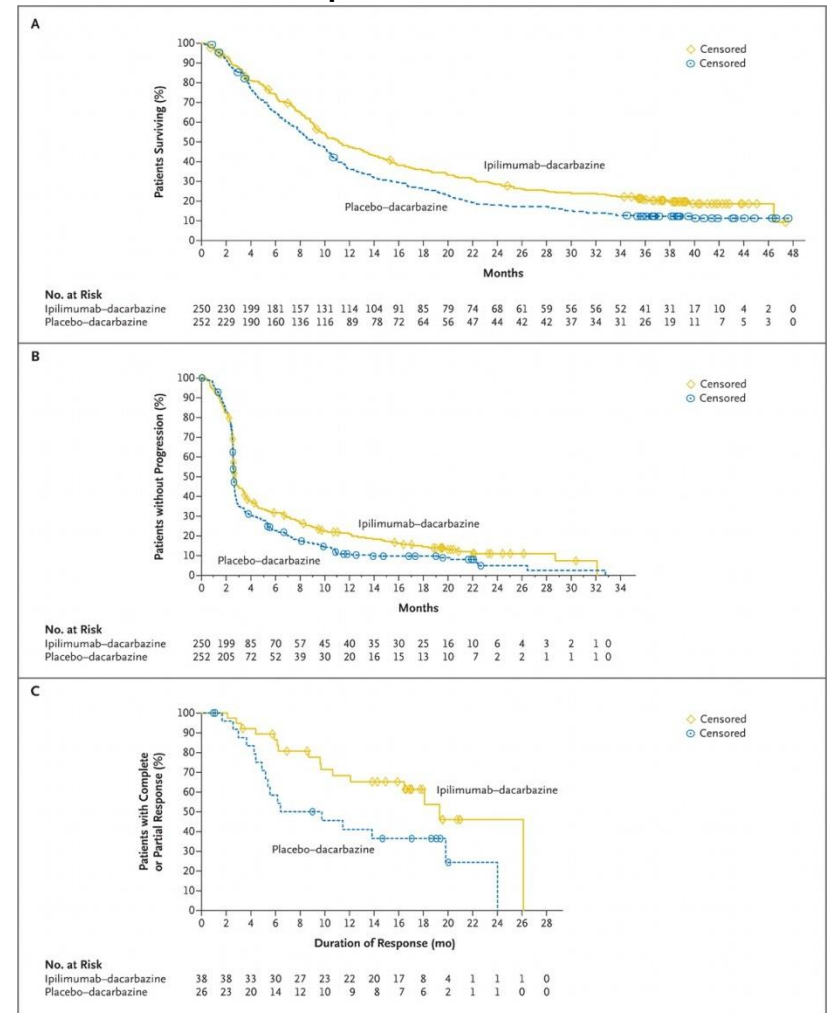 A
100
90
80
70
60
50
40
30
20
10
0
Patients Surviving (%)
Censored
Censored
Ipilimumab–dacarbazine
Placebo–dacarbazine
0 2 4 6 8 10 12 14 16 18 20 22 24 26 28 30 32 34 36 38 40 42 44 46 48
Months
No. at Risk
Ipilimumab–dacarbazine 250 230 199 181 157 131 114 104 91 85 79 74 68 61 59 56 56 52 41 31 17 10 4 2 0
Placebo–dacarbazine 252 229 190 160 136 116 89 78 72 64 56 47 44 42 42 37 34 31 26 19 11 7 5 3 0
B
100
90
80
70
60
50
40
30
20
10
0
Patients without Progression (%)
Censored
Censored
Ipilimumab–dacarbazine
Placebo–dacarbazine
0 2 4 6 8 10 12 14 16 18 20 22 24 26 28 30 32 34
Months
No. at Risk
Ipilimumab–dacarbazine 250 199 85 70 57 45 40 35 30 25 16 10 6 4 3 2 1 0
Placebo–dacarbazine 252 205 72 52 39 30 20 16 15 13 10 7 2 2 1 1 1 0
C
100
90
80
70
60
50
40
30
20
10
0
Patients with Complete
or Partial Response (%)
Censored
Censored
Ipilimumab–dacarbazine
Placebo–dacarbazine
0 2 4 6 8 10 12 14 16 18 20 22 24 26 28
Duration of Response (mo)
No. at Risk
Ipilimumab–dacarbazine 38 38 33 30 27 23 22 20 17 8 4 1 1 1 0
Placebo–dacarbazine 26 23 20 14 12 10 9 8 7 6 2 1 1 0 0